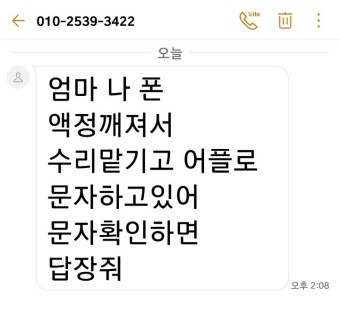 010-2539-3422
오늘
엄마 나 폰
액정깨져서
수리맡기고 어플로
문자하고있어
문자확인하면
답장줘
오후 2:08